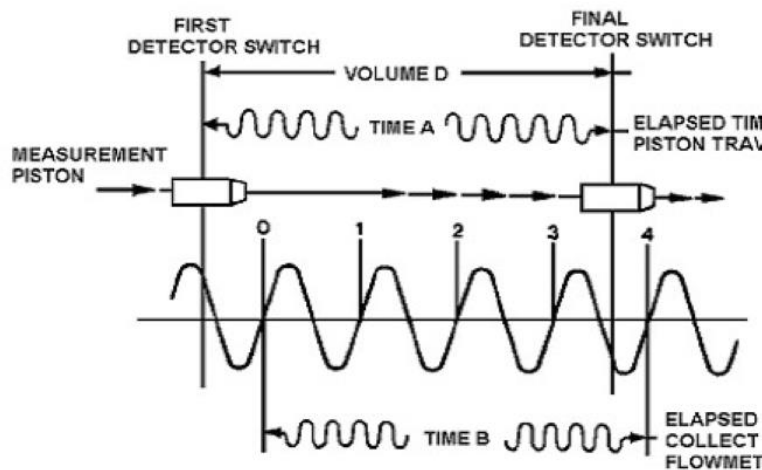 FIRST
DETECTOR SWITCH
FINAL
DETECTOR SWITCH
VOLUME D
TIME A
ELAPSED TIM
PISTON TRAV
MEASUREMENT
PISTON
0 1 2 3 4
TIME B
ELAPSED
COLLECT
FLOWMET